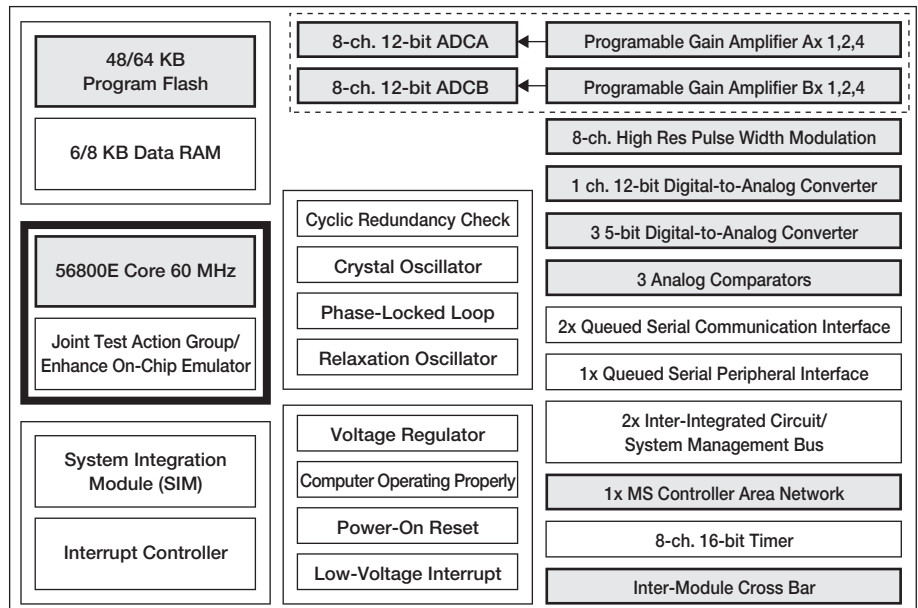 48/64 KB
Program Flash
6/8 KB Data RAM
56800E Core 60 MHz
Joint Test Action Group/
Enhance On-Chip Emulator
System Integration
Module (SIM)
Interrupt Controller
8-ch. 12-bit ADCA
Programable Gain Amplifier Ax 1,2,4
8-ch. 12-bit ADCB
Programable Gain Amplifier Bx 1,2,4
Cyclic Redundancy Check
Crystal Oscillator
Phase-Locked Loop
Relaxation Oscillator
Voltage Regulator
Computer Operating Properly
Power-On Reset
Low-Voltage Interrupt
8-ch. High Res Pulse Width Modulation
1 ch. 12-bit Digital-to-Analog Converter
3 5-bit Digital-to-Analog Converter
3 Analog Comparators
2x Queued Serial Communication Interface
1x Queued Serial Peripheral Interface
2x Inter-Integrated Circuit/
System Management Bus
1x MS Controller Area Network
8-ch. 16-bit Timer
Inter-Module Cross Bar